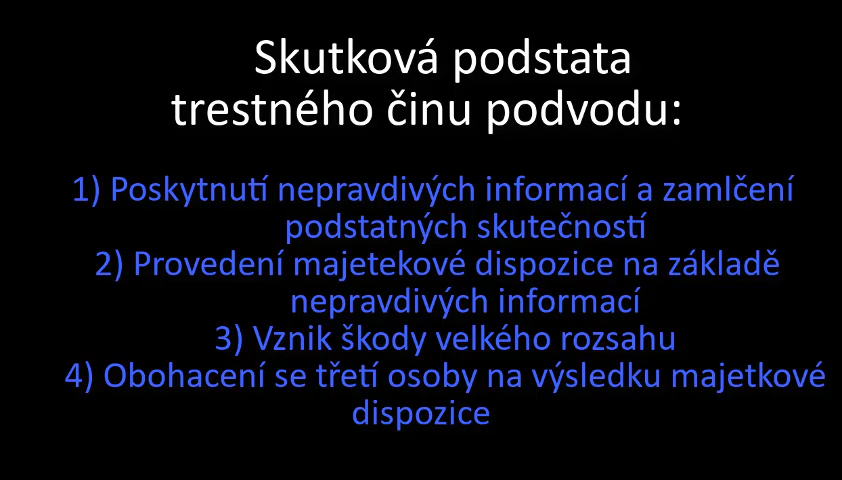 Skutková podstata
trestného činu podvodu:
1) Poskytnutí nepravdivých informací a zamlčení
podstatných skutečností
2) Provedení majetekové dispozice na základě
nepravdivých informací
3) Vznik škody velkého rozsahu
4) Obohacení se třetí osoby na výsledku majetkové
dispozice